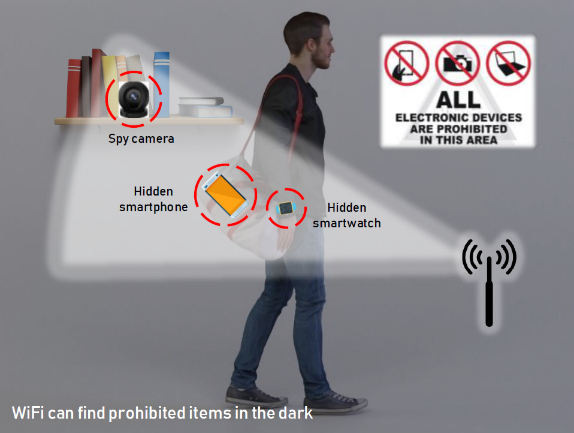 ALL
ELECTRONIC DEVICES
ARE PROHIBITED
IN THIS AREA
Spy camera
Hidden
smartphone
Hidden
smartwatch
WiFi can find prohibited items in the dark